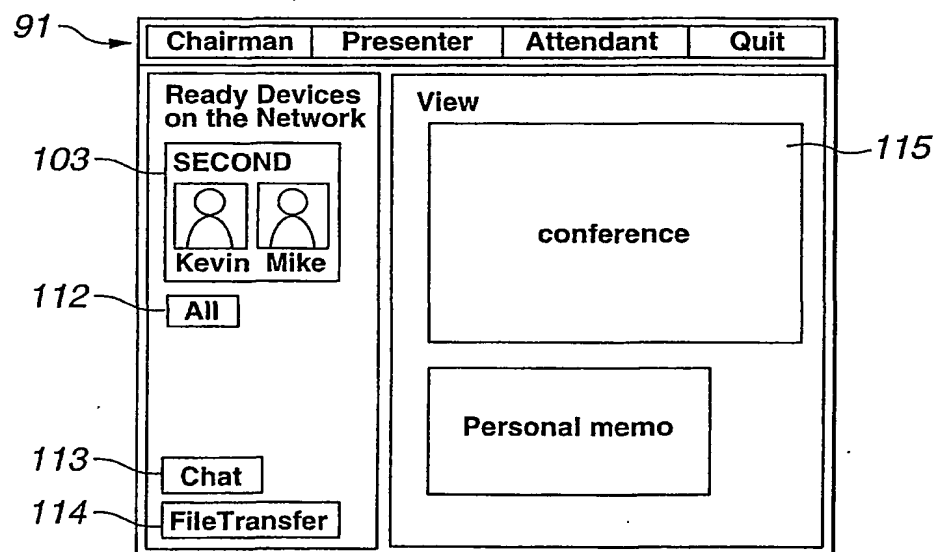 91
Chairman Presenter Attendant Quit
Ready Devices
on the Network
103
SECOND
Kevin Mike
112
All
113
Chat
114
FileTransfer
View
115
conference
Personal memo